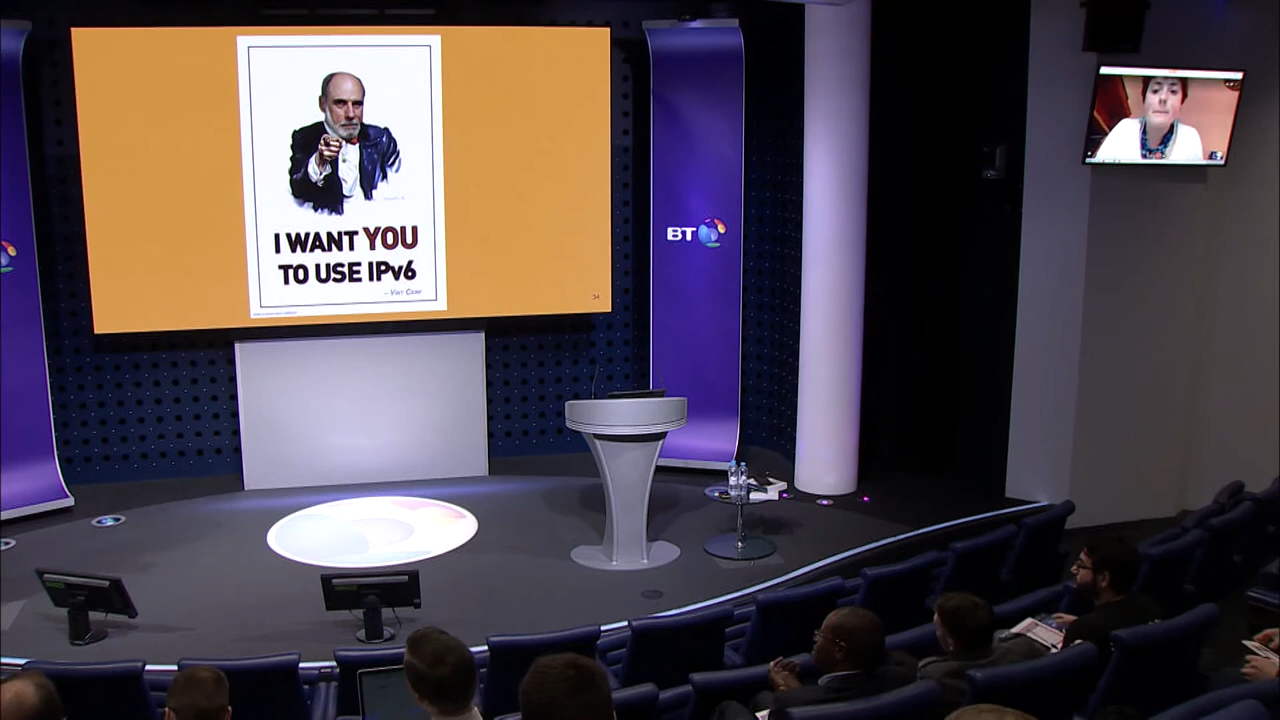 I WANT YOU
TO USE IPv6
– Vint Cerf
34
BT